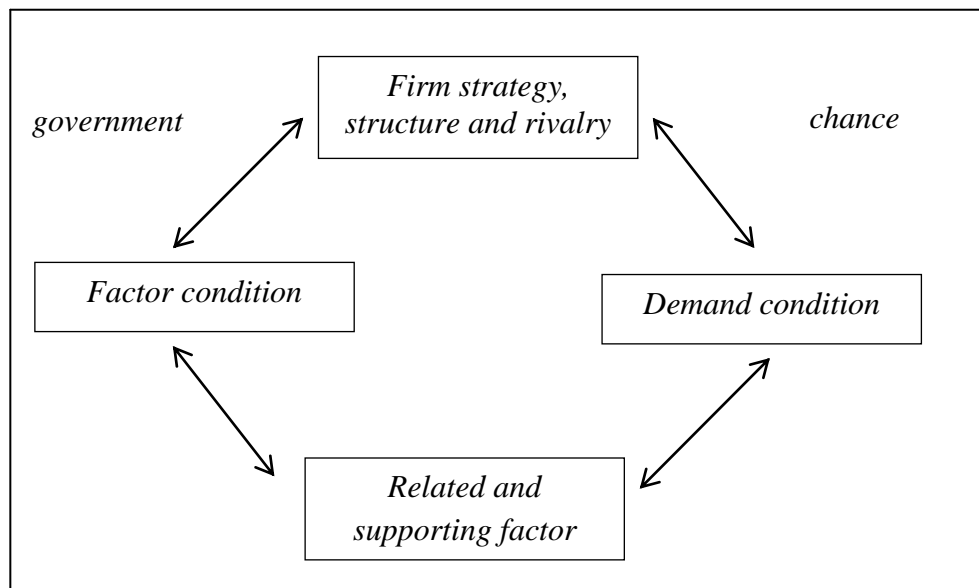 Firm strategy,
structure and rivalry
government
chance
Factor condition
Demand condition
Related and
supporting factor